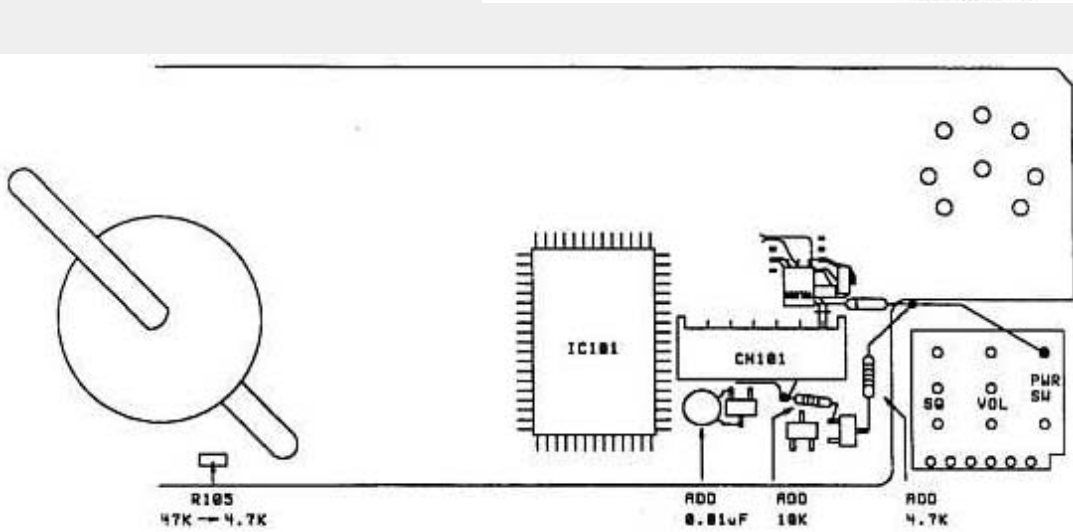 IC101
CN101
PWR
SW
SQ VOL
R105
47K → 4.7K
ADD
0.01uF
ADD
10K
ADD
4.7K